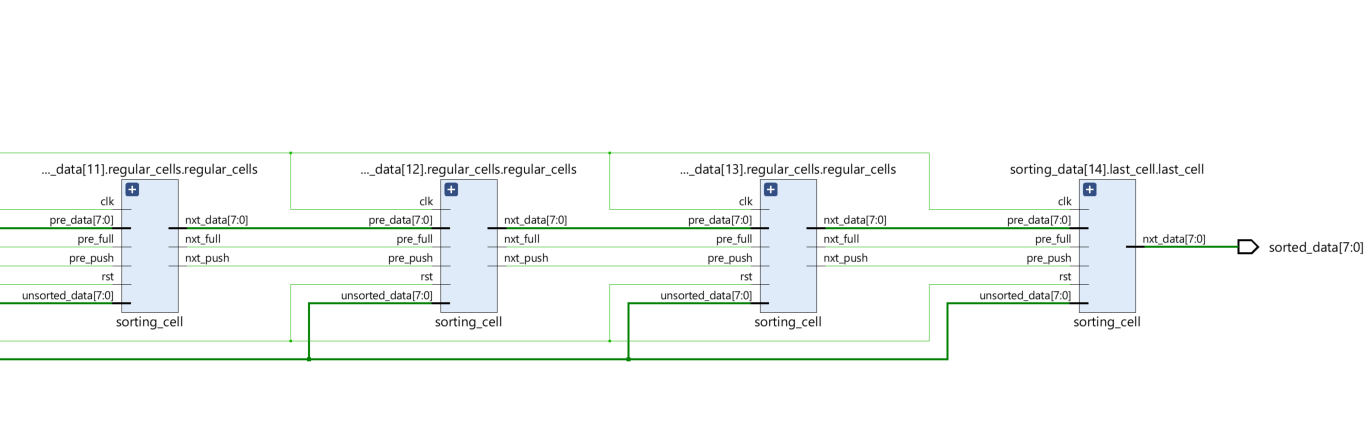 ..._data[11].regular_cells.regular_cells
clk
pre_data[7:0]
pre_full
pre_push
rst
unsorted_data[7:0]
nxt_data[7:0]
nxt_full
nxt_push
sorting_cell
..._data[12].regular_cells.regular_cells
clk
pre_data[7:0]
pre_full
pre_push
rst
unsorted_data[7:0]
nxt_data[7:0]
nxt_full
nxt_push
sorting_cell
..._data[13].regular_cells.regular_cells
clk
pre_data[7:0]
pre_full
pre_push
rst
unsorted_data[7:0]
nxt_data[7:0]
nxt_full
nxt_push
sorting_cell
sorting_data[14].last_cell.last_cell
clk
pre_data[7:0]
pre_full
pre_push
rst
unsorted_data[7:0]
nxt_data[7:0]
sorting_cell
sorted_data[7:0]